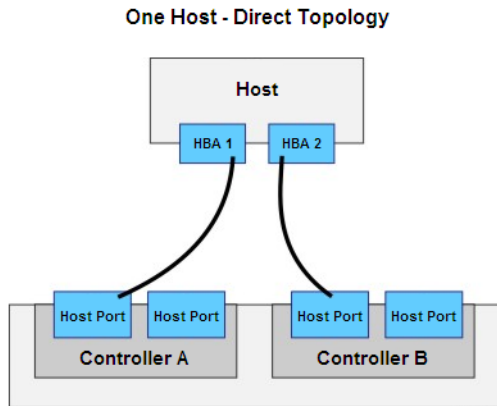 One Host - Direct Topology
Host
HBA 1
HBA 2
Host Port
Host Port
Host Port
Host Port
Controller A
Controller B